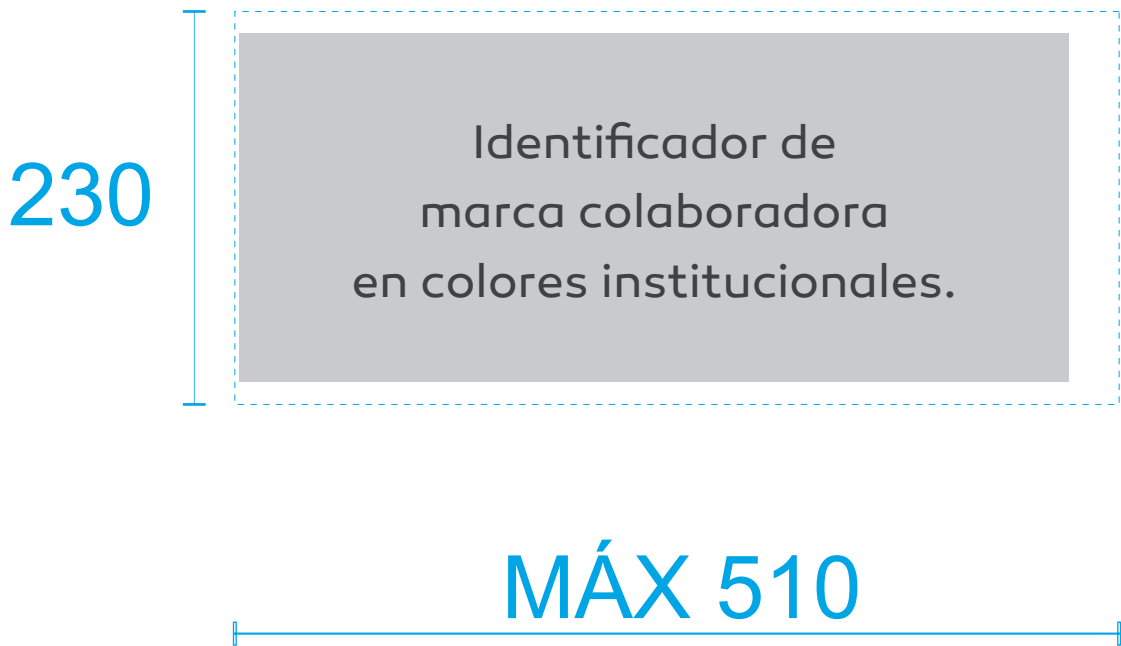 Identificador de
marca colaboradora
en colores institucionales.
230
MÁX 510